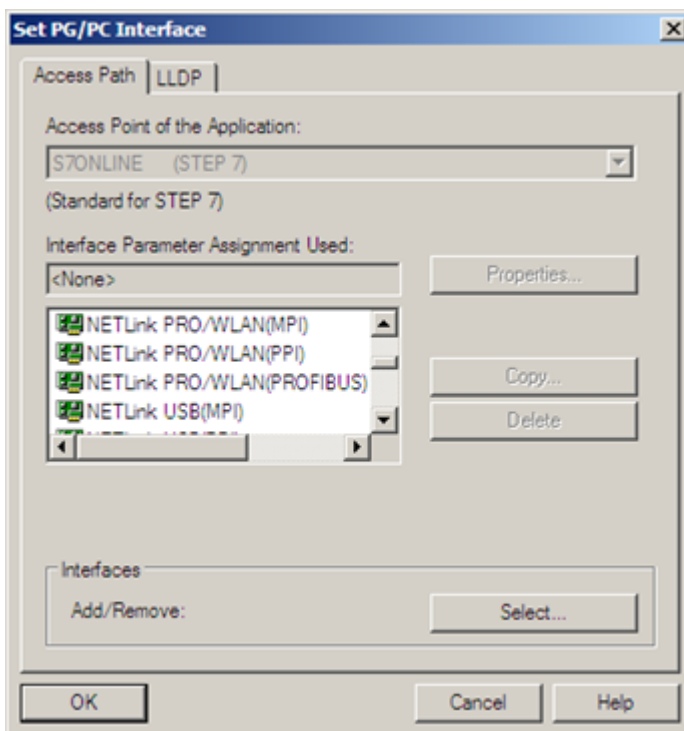 Set PG/PC Interface
Access Path
LLDP
Access Point of the Application:
S7ONLINE (STEP 7)
(Standard for STEP 7)
Interface Parameter Assignment Used:
<None>
Properties...
NETLink PRO/WLAN(MPI)
NETLink PRO/WLAN(PPI)
NETLink PRO/WLAN(PROFIBUS)
NETLink USB(MPI)
Copy...
Delete
Interfaces
Add/Remove:
Select...
OK
Cancel
Help